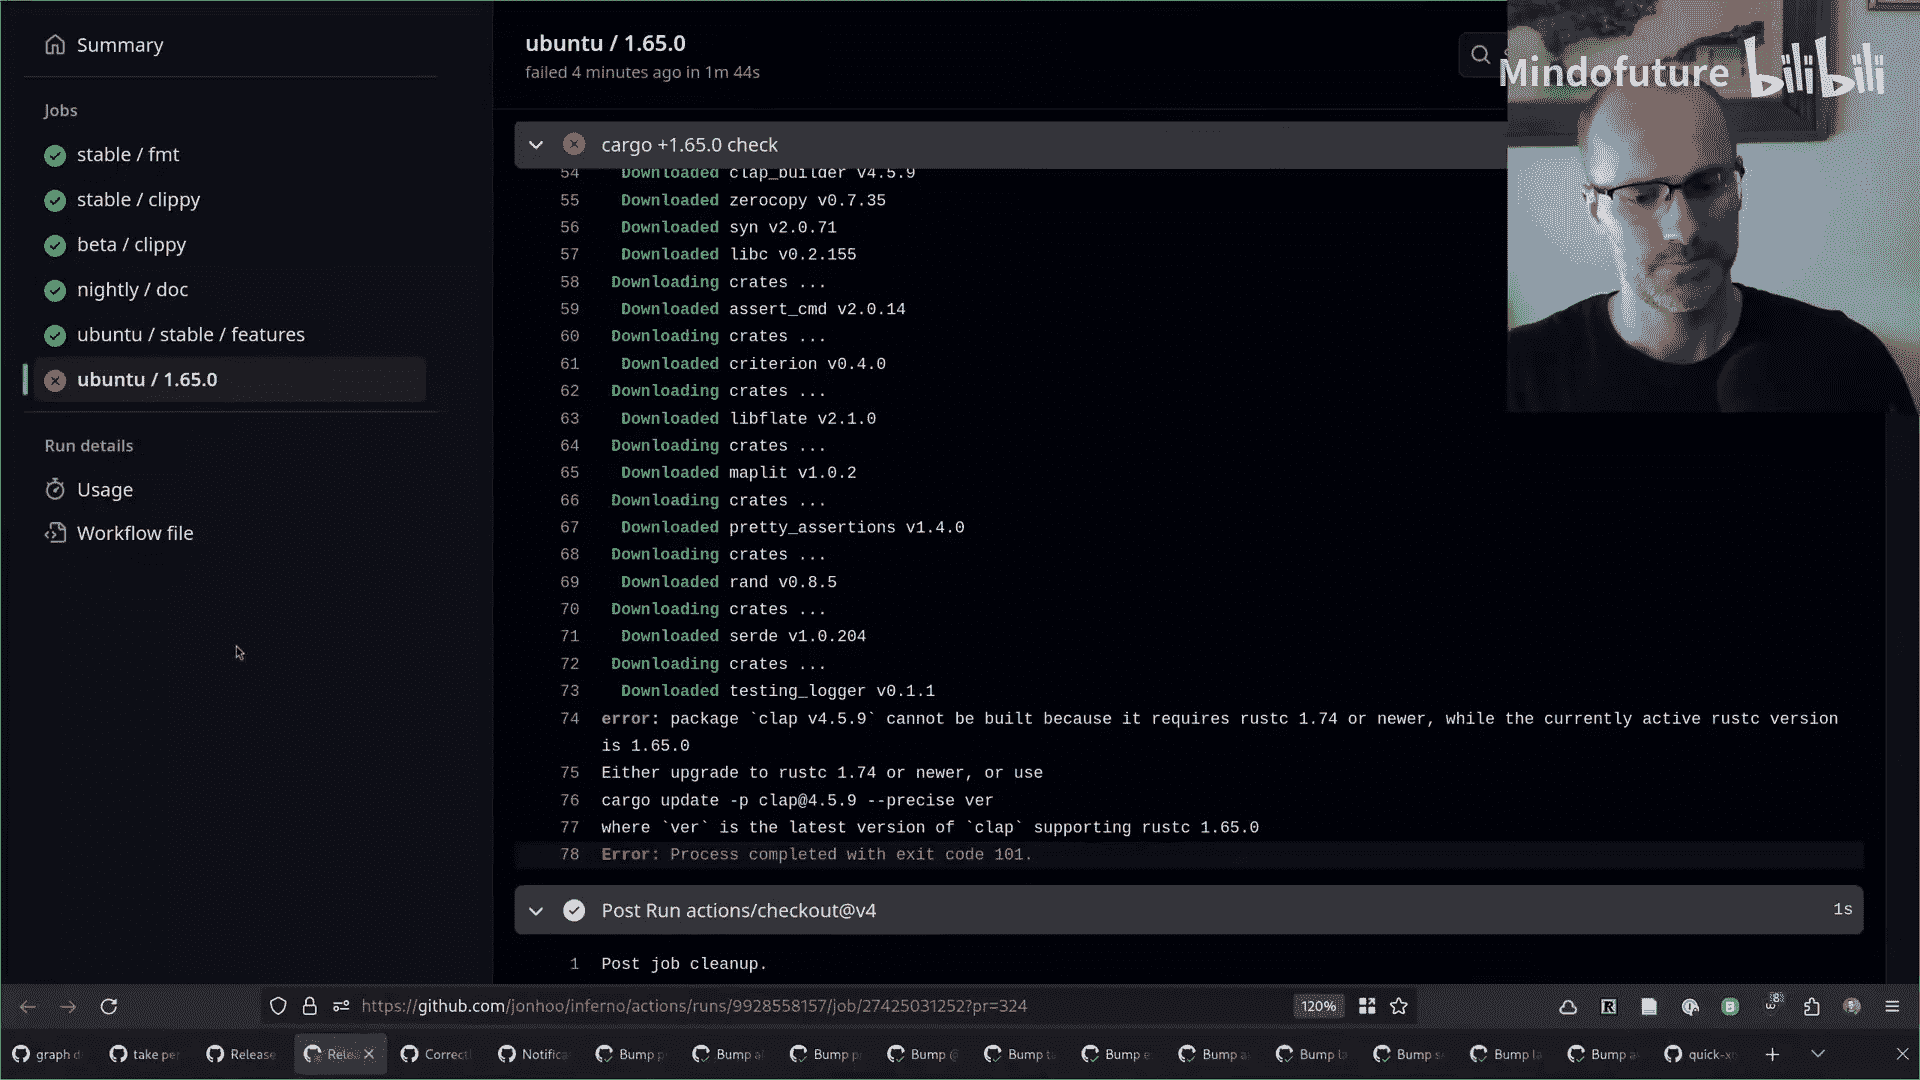 Summary
Jobs
stable / fmt
stable / clippy
beta / clippy
nightly / doc
ubuntu / stable / features
ubuntu / 1.65.0
Run details
Usage
Workflow file
ubuntu / 1.65.0
failed 4 minutes ago in 1m 44s
Mindofuture bilibili
cargo +1.65.0 check
54 Downloaded clap_builder v4.5.9
55 Downloaded zerocopy v0.7.35
56 Downloaded syn v2.0.71
57 Downloaded libc v0.2.155
58 Downloading crates ...
59 Downloaded assert_cmd v2.0.14
60 Downloading crates ...
61 Downloaded criterion v0.4.0
62 Downloading crates ...
63 Downloaded libflate v2.1.0
64 Downloading crates ...
65 Downloaded maplit v1.0.2
66 Downloading crates ...
67 Downloaded pretty_assertions v1.4.0
68 Downloading crates ...
69 Downloaded rand v0.8.5
70 Downloading crates ...
71 Downloaded serde v1.0.204
72 Downloading crates ...
73 Downloaded testing_logger v0.1.1
74 error: package `clap v4.5.9` cannot be built because it requires rustc 1.74 or newer, while the currently active rustc version
is 1.65.0
75 Either upgrade to rustc 1.74 or newer, or use
76 cargo update -p clap@4.5.9 --precise ver
77 where `ver` is the latest version of `clap` supporting rustc 1.65.0
78 Error: Process completed with exit code 101.
Post Run actions/checkout@v4 1s
1 Post job cleanup.
https://github.com/jonhoo/inferno/actions/runs/9928558157/job/27425031252?pr=324 120%
graph d take per Release Rele Correct Notifica Bump p Bump al Bump pr Bump @ Bump ta Bump e Bump a Bump la Bump s Bump la Bump a quick-x